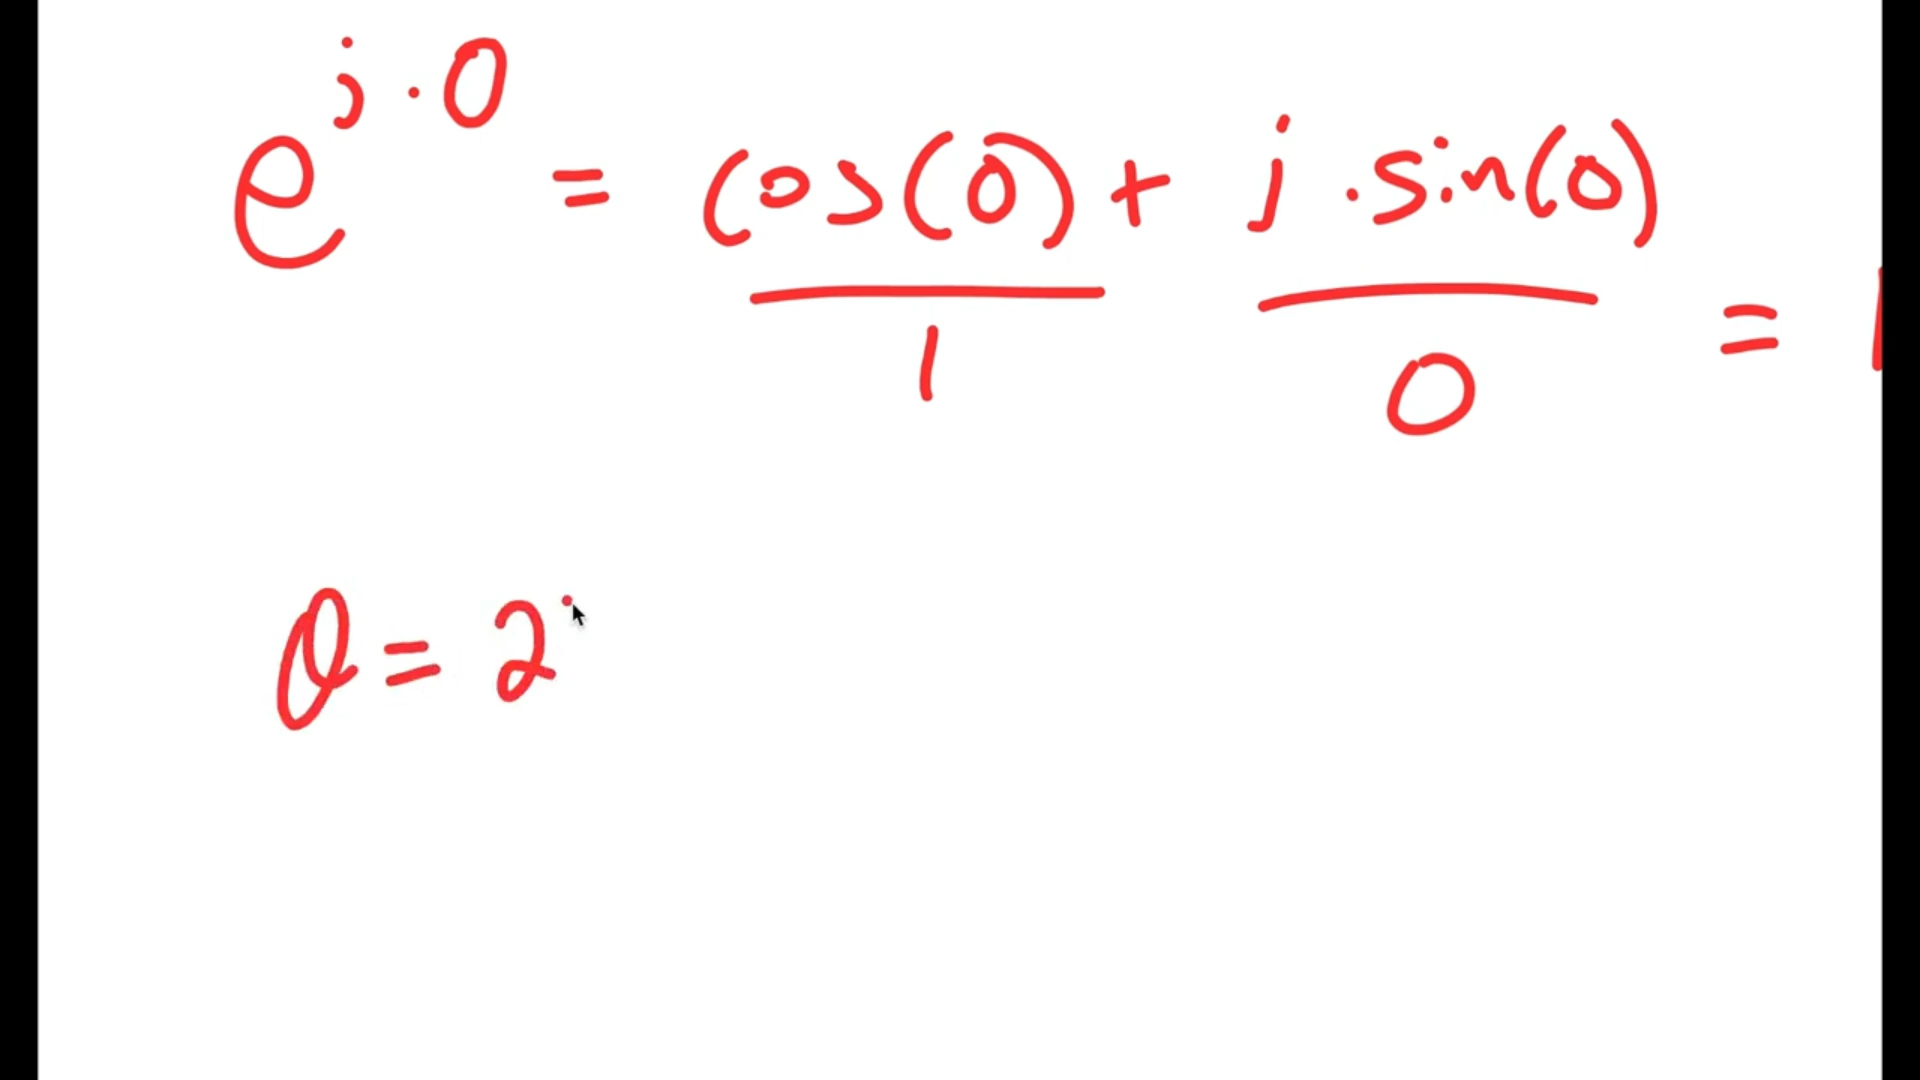 e^{j·0} = cos(0) + j·sin(0)
1 0 = 1
θ = 2